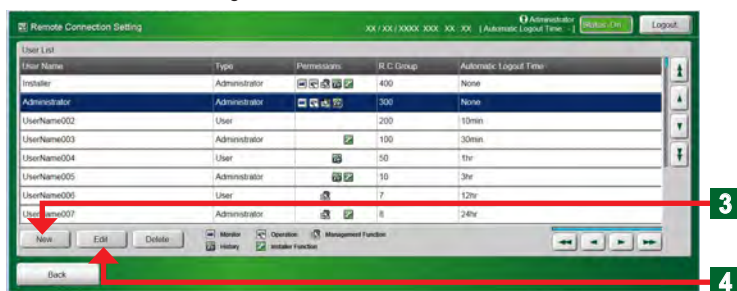 Remote Connection Setting XX / XX / XXXX XXX XX : XX [ Automatic Logout Time : - ] Administrator Status: On Logout
User List
User Name Type Permissions R.C.Group Automatic Logout Time
Installer Administrator 400 None
Administrator Administrator 300 None
UserName002 User 200 10min
UserName003 Administrator 100 30min
UserName004 User 50 1hr
UserName005 Administrator 10 3hr
UserName006 User 7 12hr
UserName007 Administrator 8 24hr
3
New Edit Delete Monitor Operation Management Function
History Installer Function
Back
4